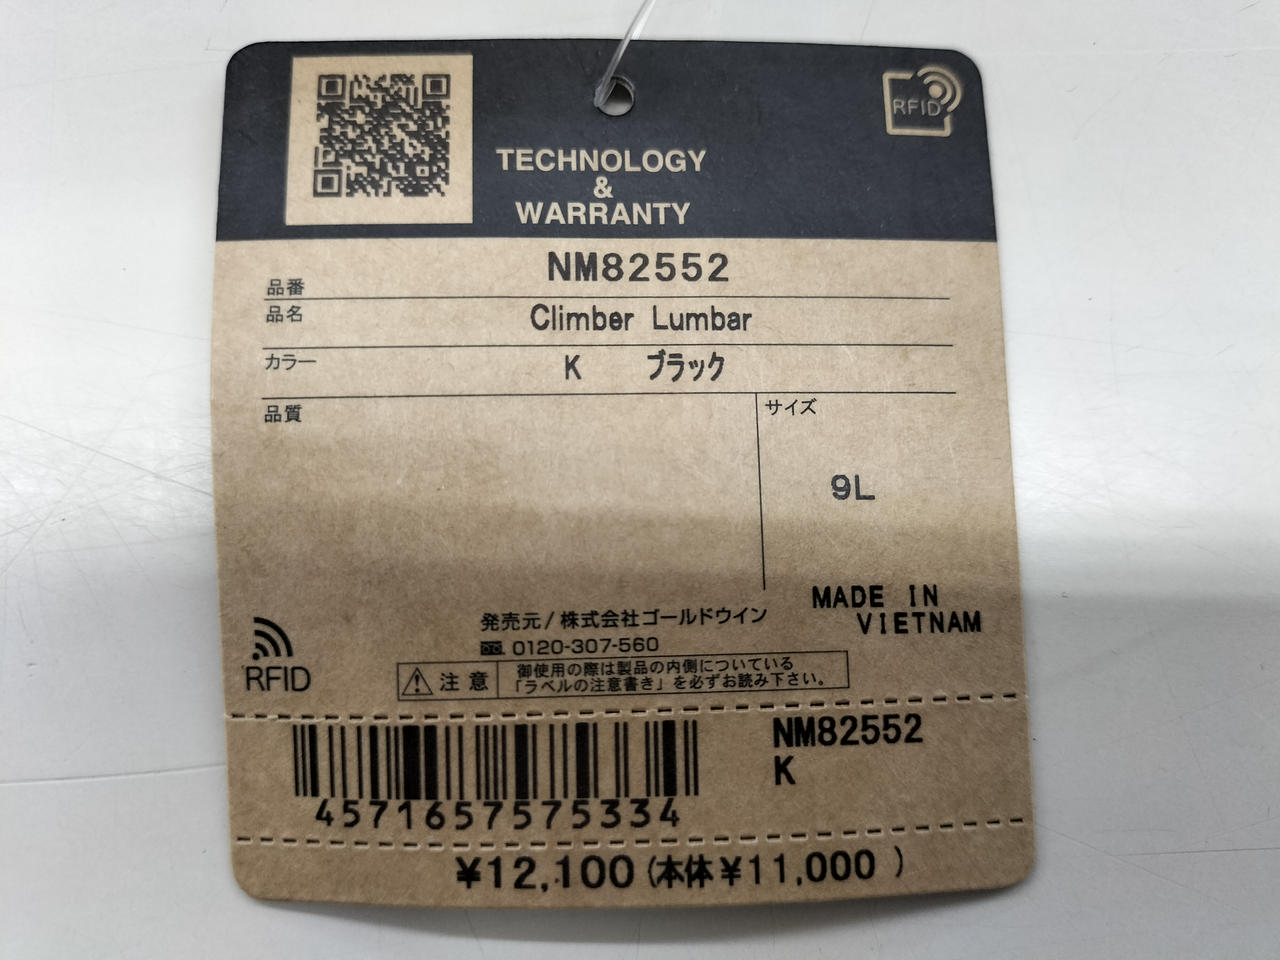 RFID
TECHNOLOGY
&
WARRANTY
品番 NM82552
品名 Climber Lumbar
カラー K ブラック
品質
サイズ
9L
MADE IN
VIETNAM
発売元/株式会社ゴールドウイン
0120-307-560
RFID
注意
御使用の際は製品の内側についている
「ラベルの注意書き」を必ずお読み下さい。
4571657575334
NM82552
K
¥12,100(本体¥11,000 )